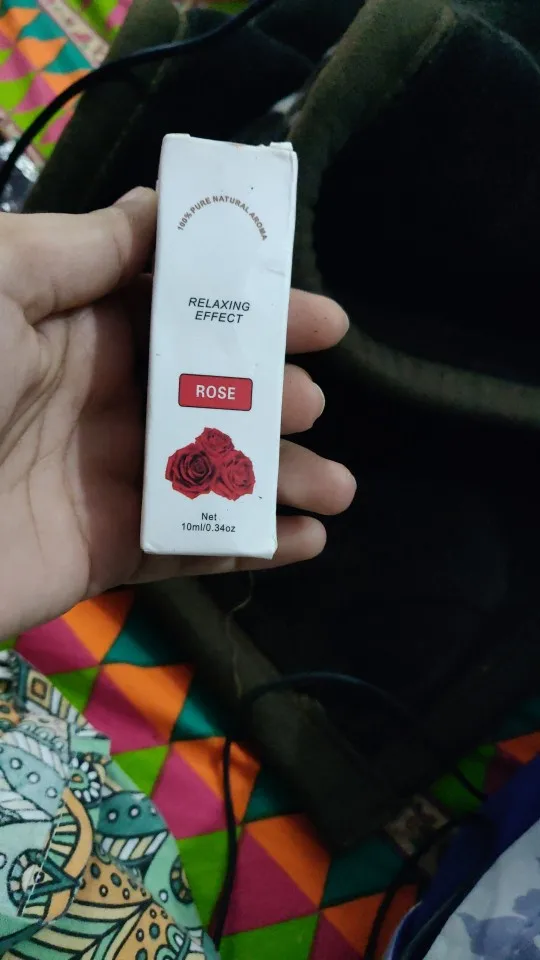 100% PURE NATURAL AROMA
RELAXING
EFFECT
ROSE
Net
10ml/0.34oz